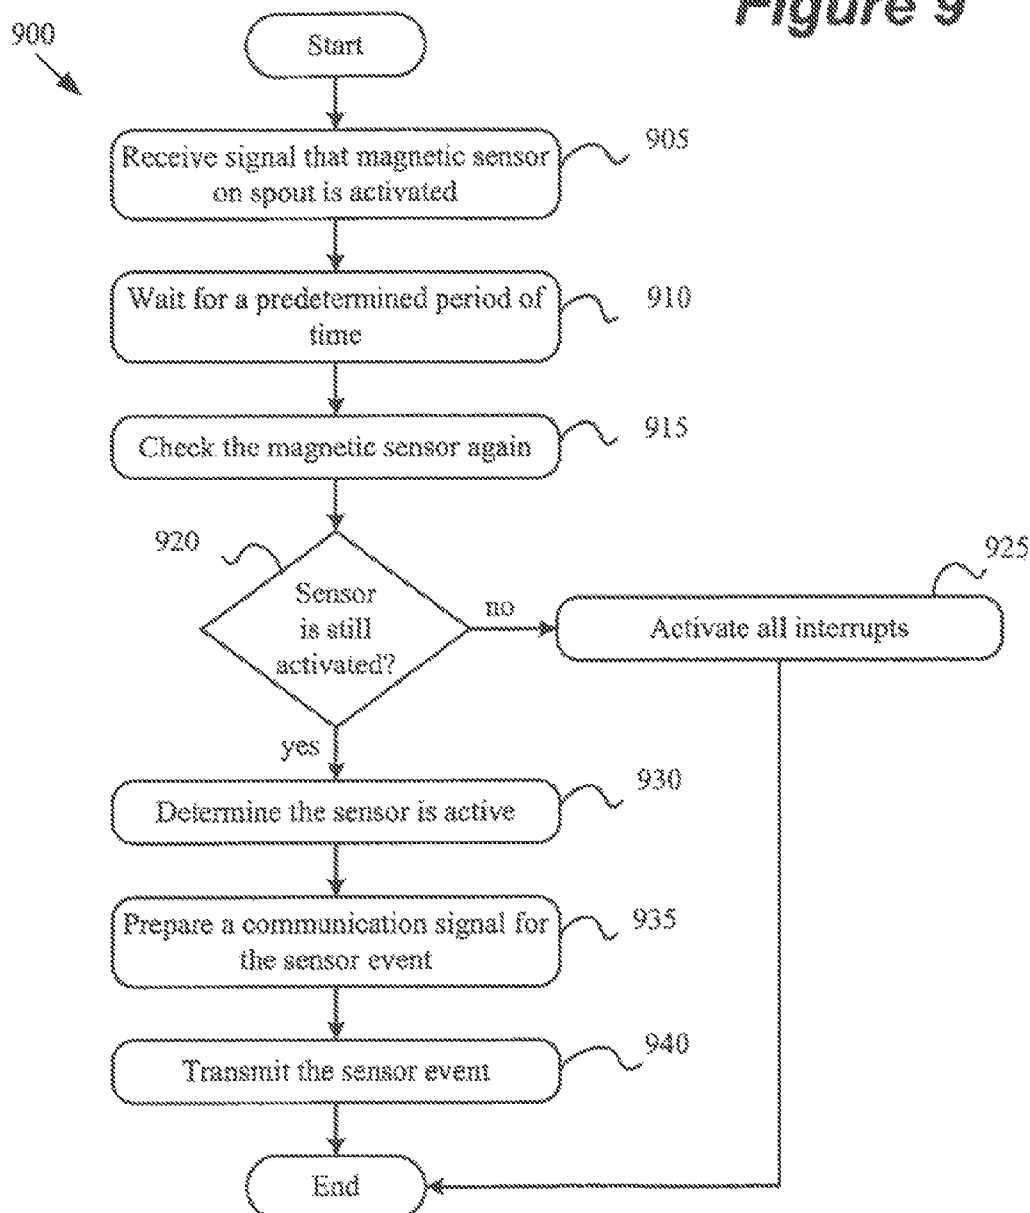 Figure 9
900
Start
Receive signal that magnetic sensor
on spout is activated
905
Wait for a predetermined period of
time
910
Check the magnetic sensor again
915
920
Sensor
is still
activated?
no
925
Activate all interrupts
yes
930
Determine the sensor is active
Prepare a communication signal for
the sensor event
935
Transmit the sensor event
940
End